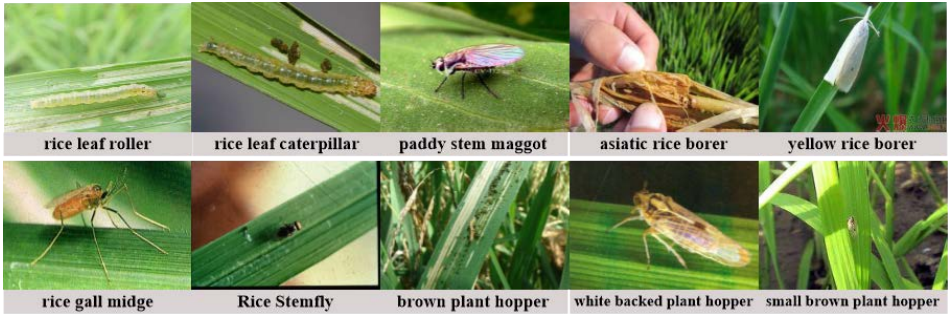 rice leaf roller
rice leaf caterpillar
paddy stem maggot
asiatic rice borer
yellow rice borer
rice gall midge
Rice Stemfly
brown plant hopper
white backed plant hopper
small brown plant hopper